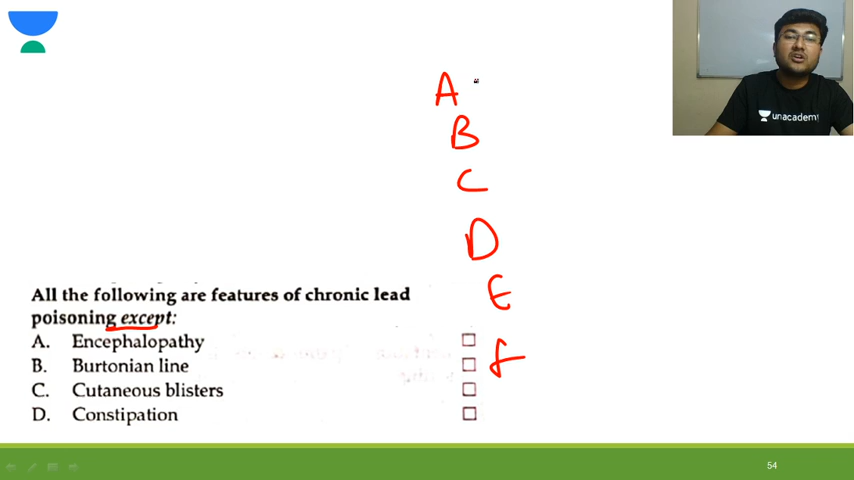 A "
B
C
D
E
F
unacademy
All the following are features of chronic lead
poisoning except:
A. Encephalopathy
B. Burtonian line
C. Cutaneous blisters
D. Constipation
54